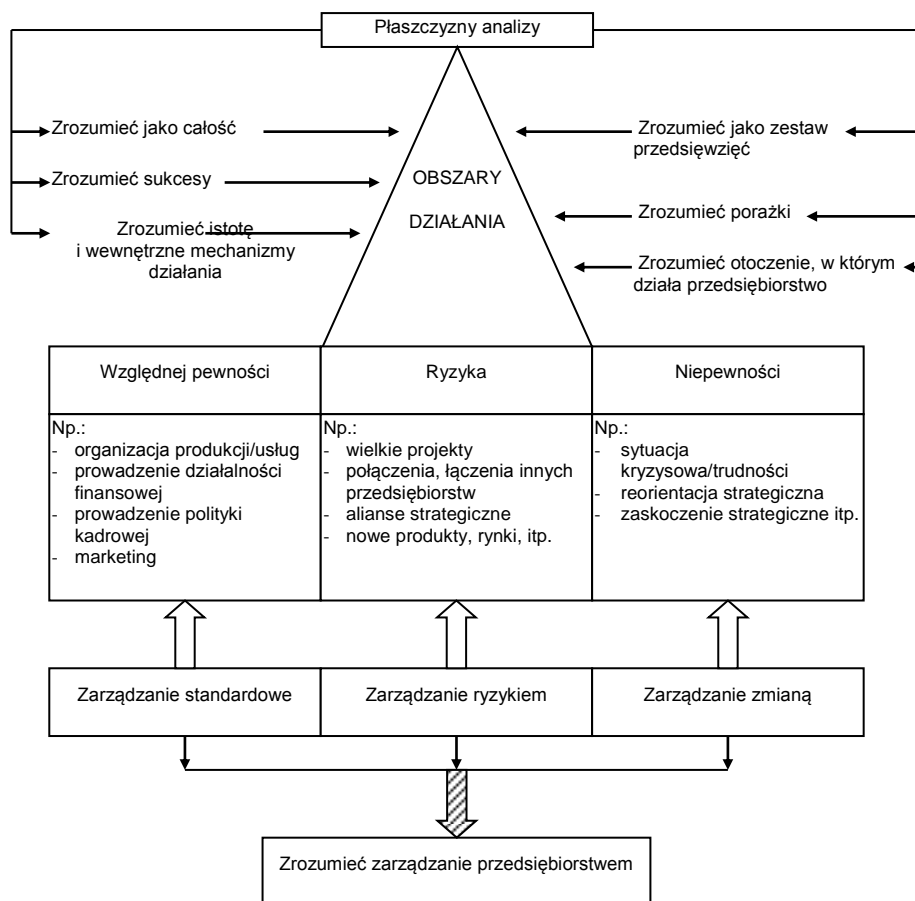 Płaszczyzny analizy
Zrozumieć jako całość
Zrozumieć sukcesy
Zrozumieć istotę
i wewnętrzne mechanizmy
działania
OBSZARY
DZIAŁANIA
Zrozumieć jako zestaw
przedsięwzięć
Zrozumieć porażki
Zrozumieć otoczenie, w którym
działa przedsiębiorstwo
Względnej pewności
Np.:
- organizacja produkcji/usług
- prowadzenie działalności
finansowej
- prowadzenie polityki
kadrowej
- marketing
Ryzyka
Np.:
- wielkie projekty
- połączenia, łączenia innych
przedsiębiorstw
- alianse strategiczne
- nowe produkty, rynki, itp.
Niepewności
Np.:
- sytuacja
kryzysowa/trudności
- reorientacja strategiczna
- zaskoczenie strategiczne itp.
Zarządzanie standardowe
Zarządzanie ryzykiem
Zarządzanie zmianą
Zrozumieć zarządzanie przedsiębiorstwem